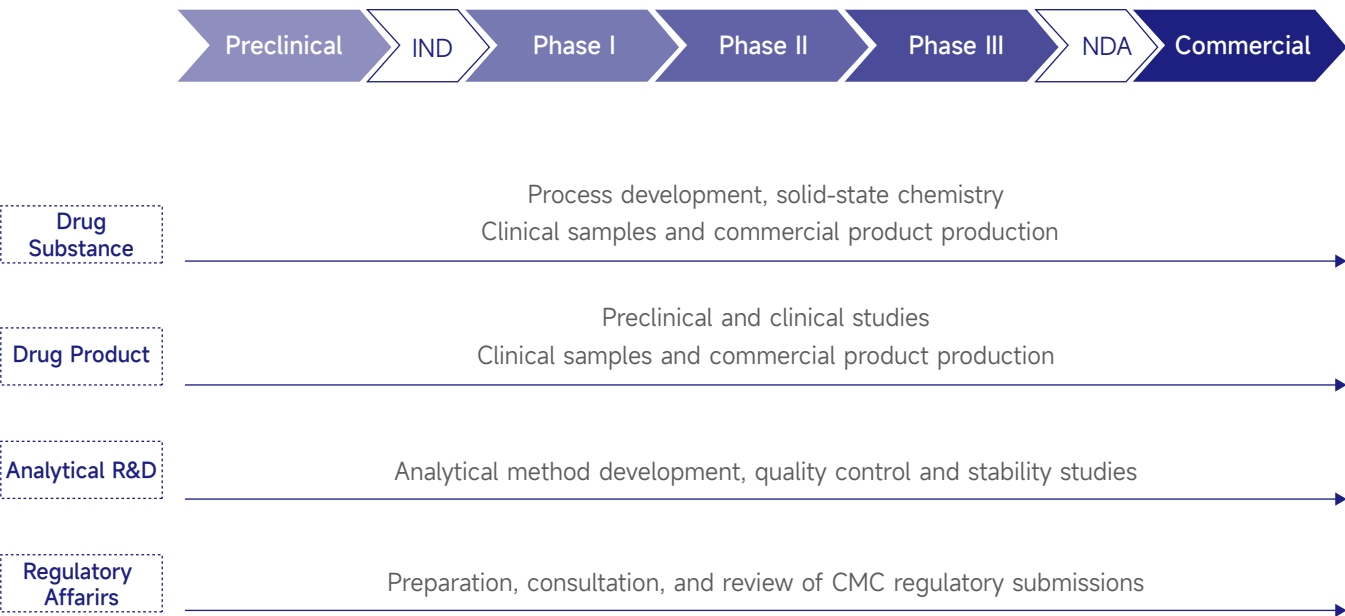 Preclinical IND Phase I Phase II Phase III NDA Commercial
Drug
Substance
Process development, solid-state chemistry
Clinical samples and commercial product production
Drug Product
Preclinical and clinical studies
Clinical samples and commercial product production
Analytical R&D
Analytical method development, quality control and stability studies
Regulatory
Affarirs
Preparation, consultation, and review of CMC regulatory submissions